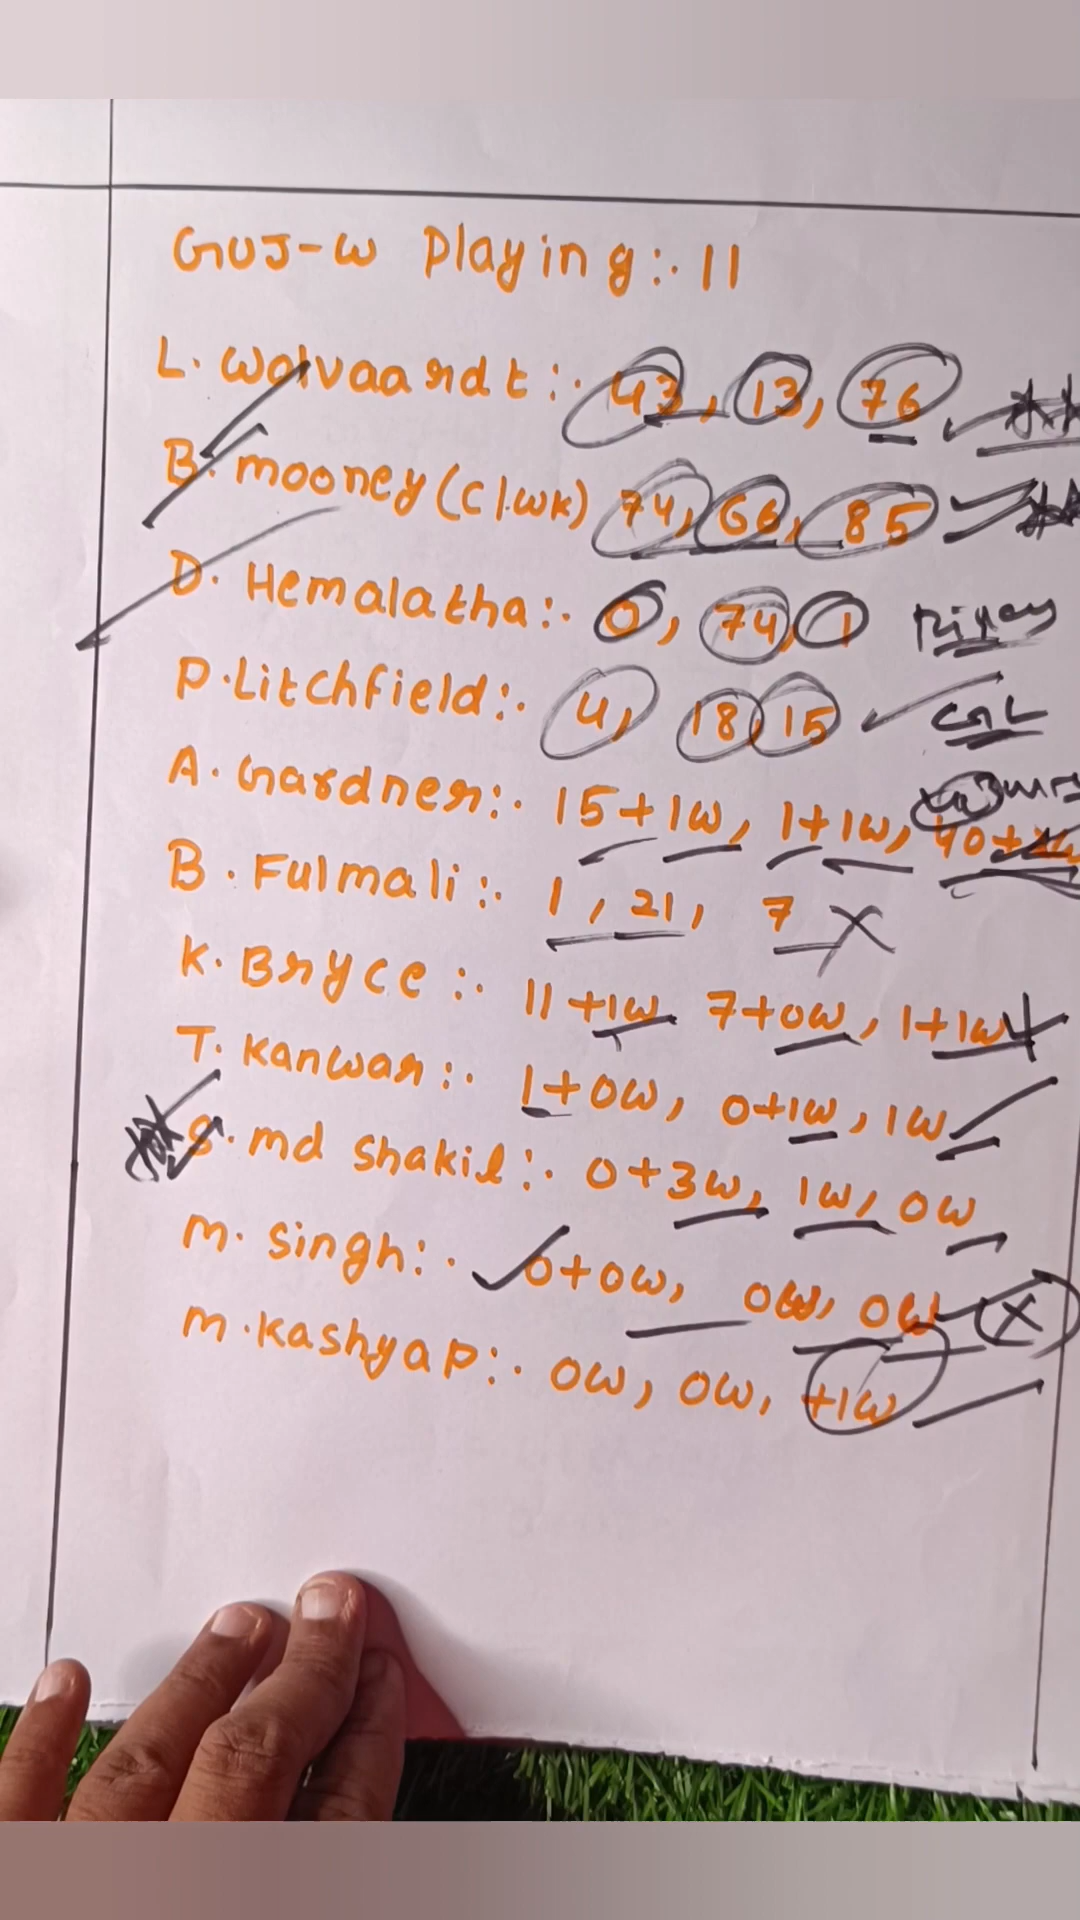 GUJ-W Playing:. 11
L. Wolvaardt:. 43, 13, 76
B. mooney (C/.wk) 74, 66, 85
D. Hemalatha:. 0, 74, 1
P. Litchfield:. 4, 18, 15 C GL
A. Gardner:. 15+1W, 1+1W, 40+
B. Fulmali:. 1, 21, 7 X
K. Bryce:. 11+1W 7+0W, 1+1W
T. Kanwar:. 1+0W, 0+1W, 1W
S. md Shakil:. 0+3W, 1W, 0W
M. Singh:. 0+0W, 0W, 0W X
M. Kashyap:. 0W, 0W, +1W